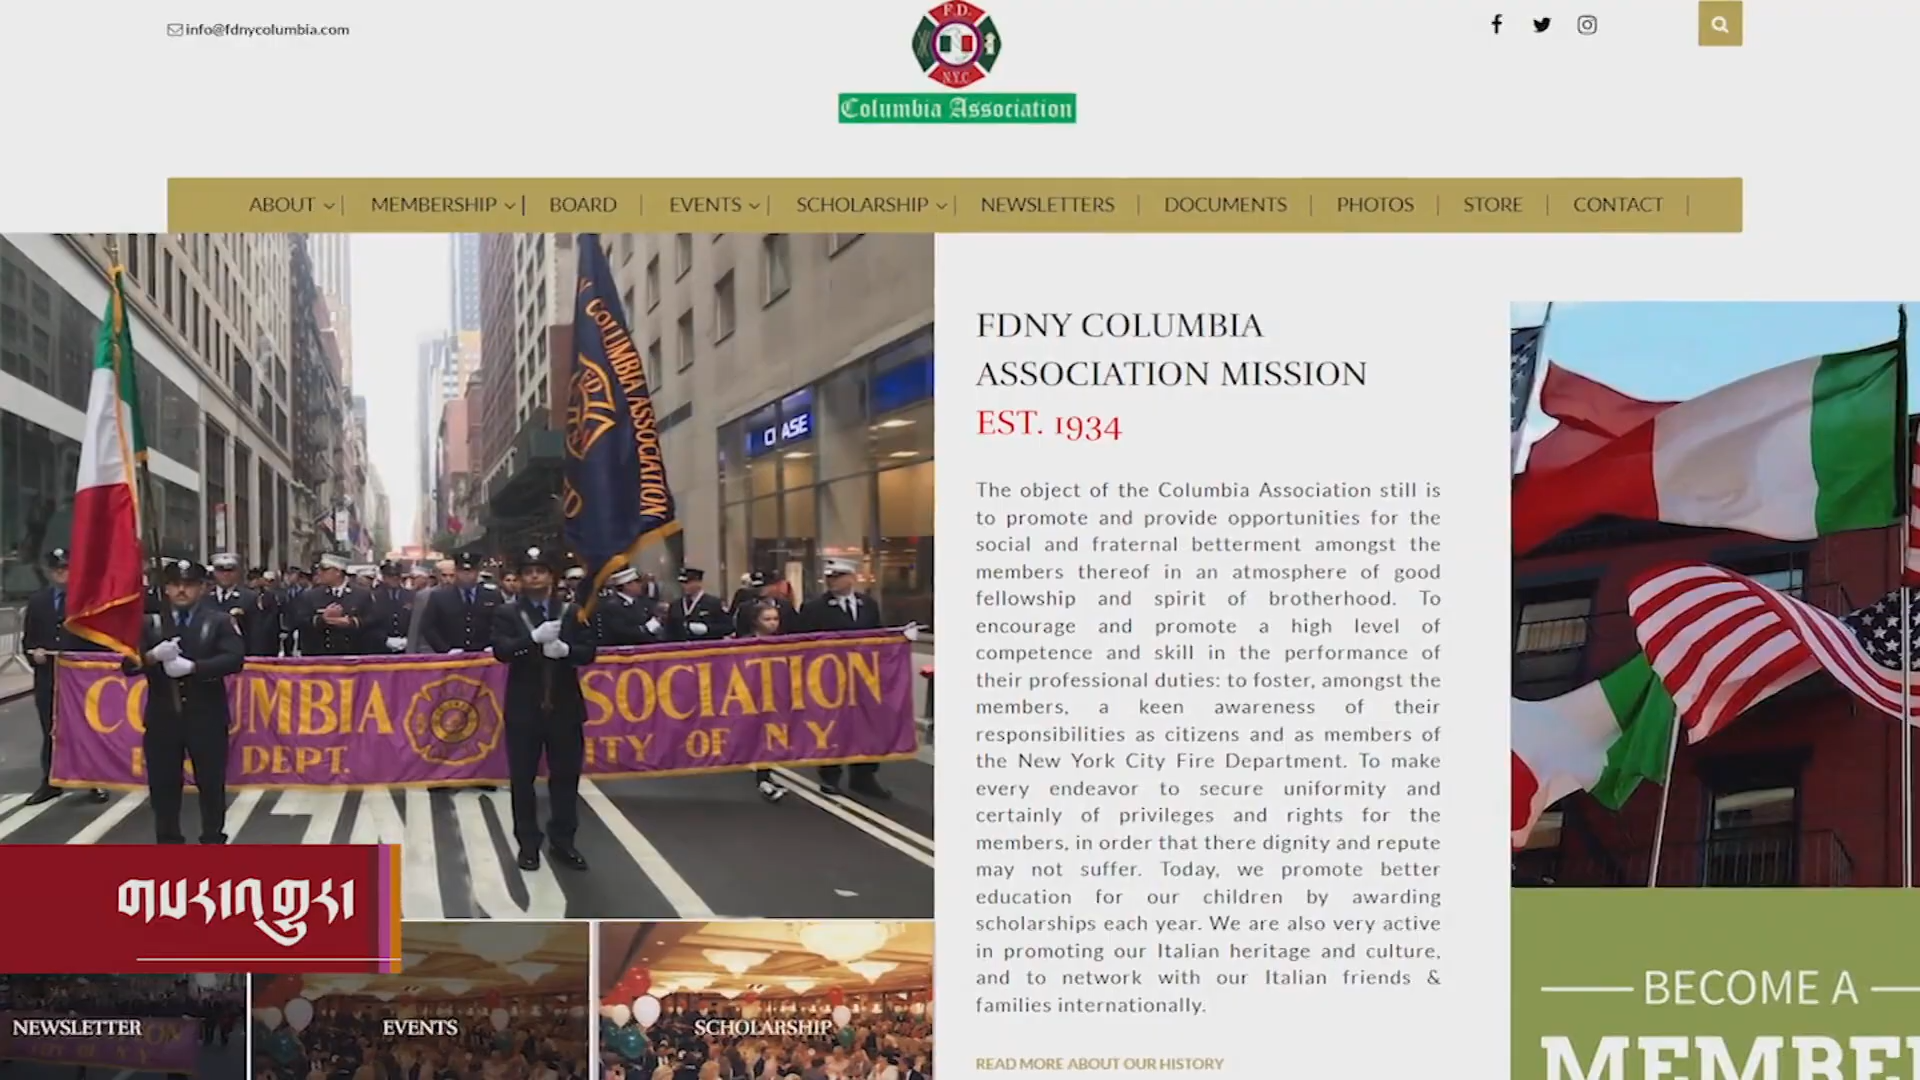 info@fdnycolumbia.com
F.D.
N.Y.C.
Columbia Association
ABOUT
MEMBERSHIP
BOARD
EVENTS
SCHOLARSHIP
NEWSLETTERS
DOCUMENTS
PHOTOS
STORE
CONTACT
COLUMBIA ASSOCIATION
CHASE
DEPT.
CITY OF N.Y.
FDNY COLUMBIA
ASSOCIATION MISSION
EST. 1934
The object of the Columbia Association still is
to promote and provide opportunities for the
social and fraternal betterment amongst the
members thereof in an atmosphere of good
fellowship and spirit of brotherhood. To
encourage and promote a high level of
competence and skill in the performance of
their professional duties: to foster, amongst the
members, a keen awareness of their
responsibilities as citizens and as members of
the New York City Fire Department. To make
every endeavor to secure uniformity and
certainly of privileges and rights for the
members, in order that there dignity and repute
may not suffer. Today, we promote better
education for our children by awarding
scholarships each year. We are also very active
in promoting our Italian heritage and culture,
and to network with our Italian friends &
families internationally.
READ MORE ABOUT OUR HISTORY
NEWSLETTER
EVENTS
SCHOLARSHIP
BECOME A